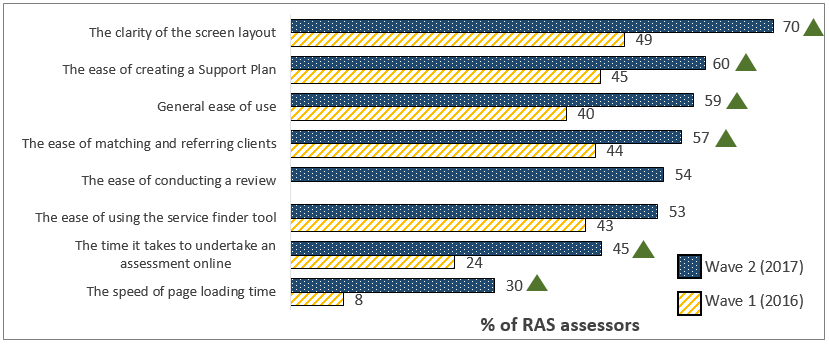 The clarity of the screen layout
70
49
The ease of creating a Support Plan
60
45
General ease of use
59
40
The ease of matching and referring clients
57
44
The ease of conducting a review
54
The ease of using the service finder tool
53
43
The time it takes to undertake an
assessment online
45
24
Wave 2 (2017)
The speed of page loading time
30
8
Wave 1 (2016)
% of RAS assessors